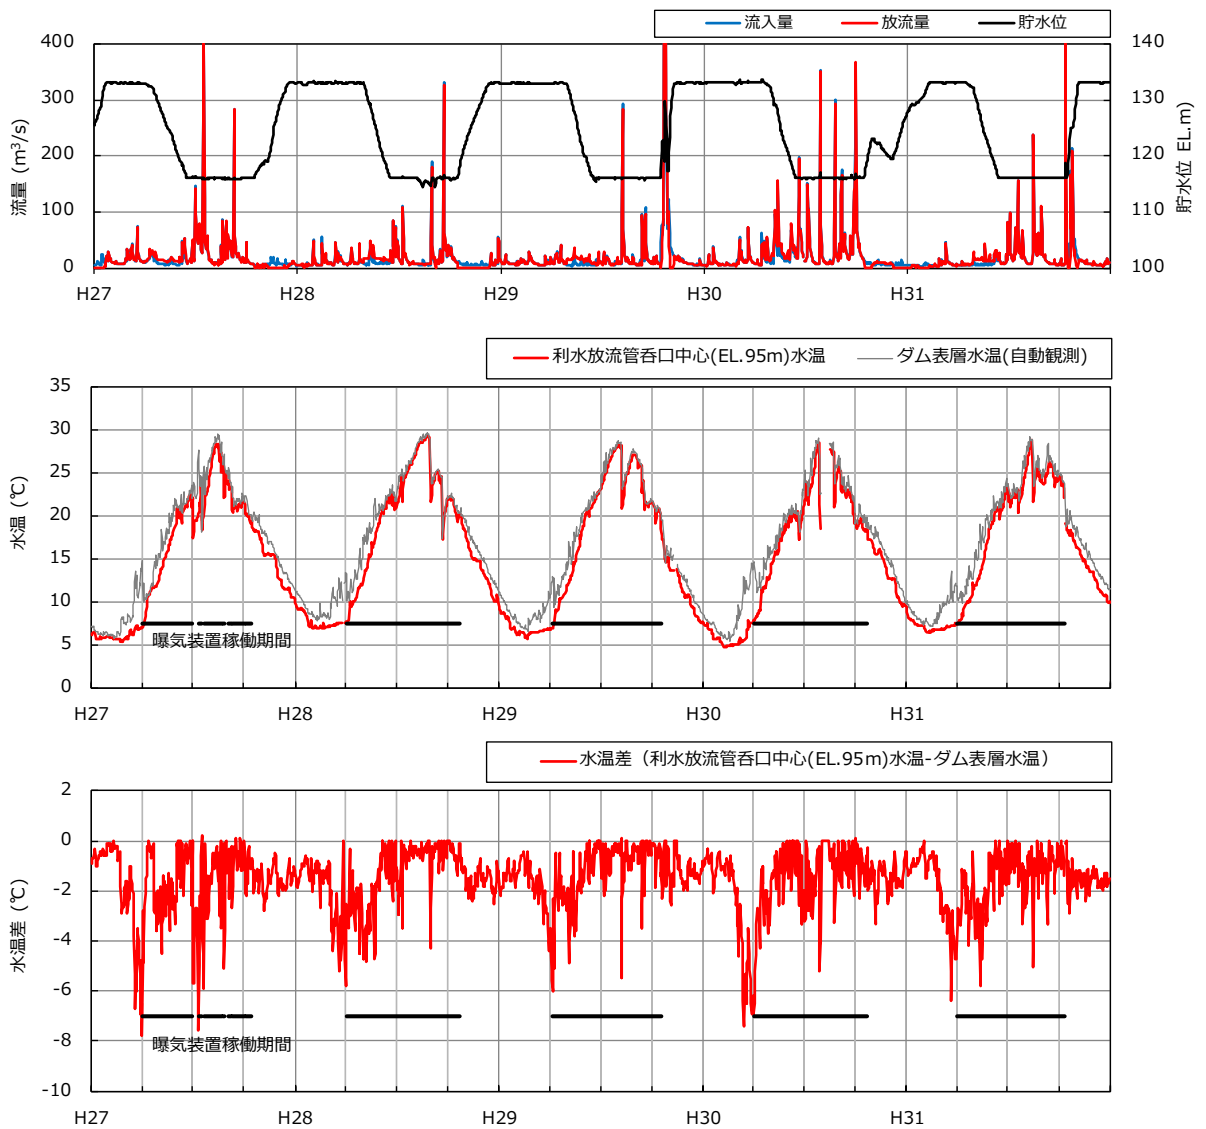 流入量 放流量 貯水位
400 140
300 130
200 120
100 110
0 100
流量 (m³/s)
貯水位 EL.m)
H27 H28 H29 H30 H31
利水放流管呑口中心(EL.95m)水温 ダム表層水温(自動観測)
35
30
25
20
15
10
5
0
水温 (℃)
曝気装置稼働期間
H27 H28 H29 H30 H31
水温差（利水放流管呑口中心(EL.95m)水温-ダム表層水温）
2
0
-2
-4
-6
-8
-10
水温差 (℃)
曝気装置稼働期間
H27 H28 H29 H30 H31